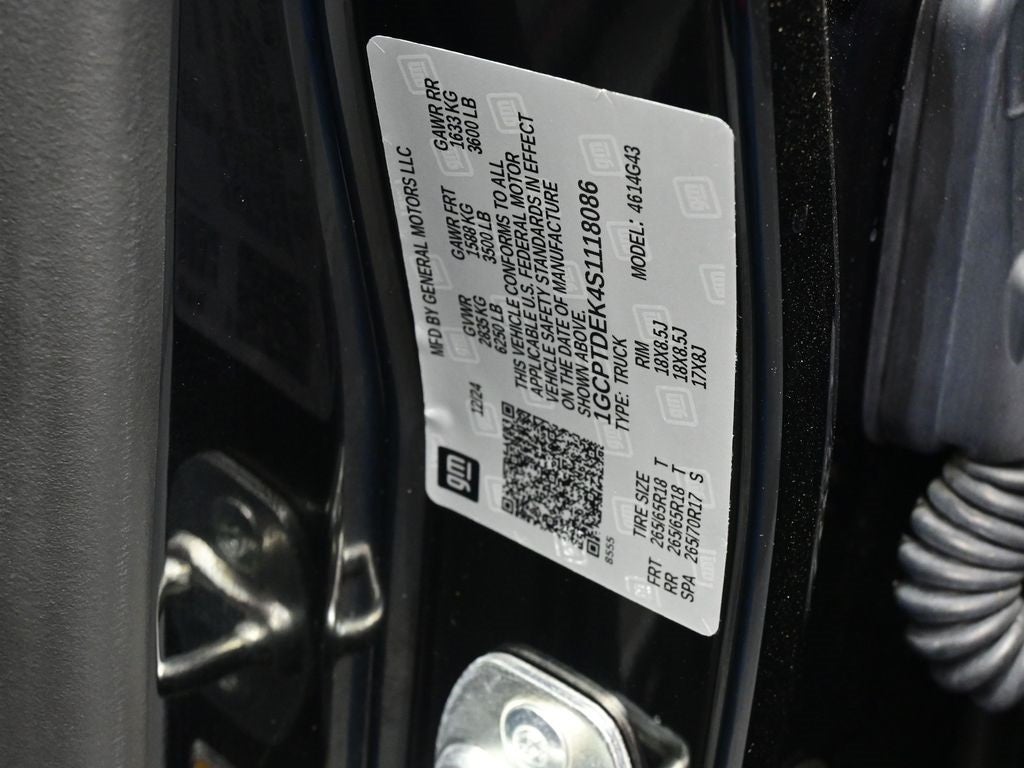 gm
12/24
MFD BY GENERAL MOTORS LLC
GVWR GAWR FRT GAWR RR
2835 KG 1588 KG 1633 KG
6250 LB 3500 LB 3600 LB
THIS VEHICLE CONFORMS TO ALL
APPLICABLE U.S. FEDERAL MOTOR
VEHICLE SAFETY STANDARDS IN EFFECT
ON THE DATE OF MANUFACTURE
SHOWN ABOVE.
1GCPTDEK4S1118086
TYPE: TRUCK MODEL: 4614G43
8555
TIRE SIZE RIM
FRT 265/65R18 T 18X8.5J
RR 265/65R18 T 18X8.5J
SPA 265/70R17 S 17X8J